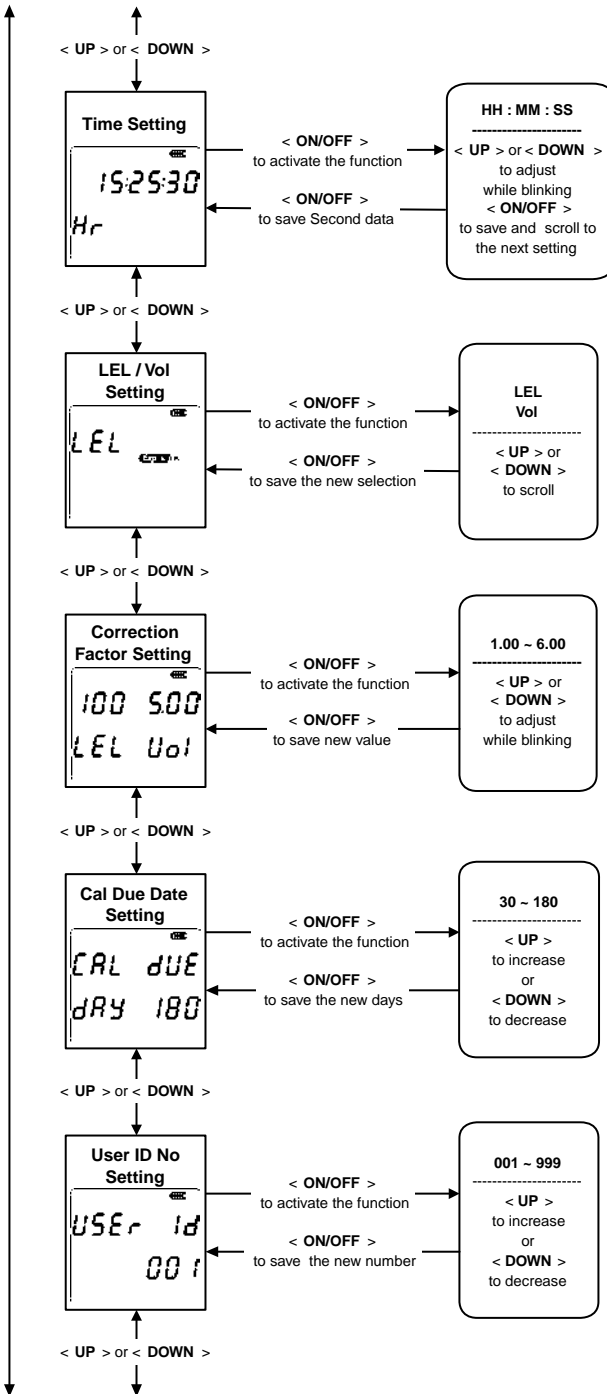 < UP > or < DOWN >
Time Setting
15:25:30
Hr
< ON/OFF >
to activate the function
< ON/OFF >
to save Second data
HH : MM : SS
-----------------------
< UP > or < DOWN >
to adjust
while blinking
< ON/OFF >
to save and scroll to
the next setting
< UP > or < DOWN >
LEL / Vol
Setting
LEL
< ON/OFF >
to activate the function
< ON/OFF >
to save the new selection
LEL
Vol
-----------------------
< UP > or
< DOWN >
to scroll
< UP > or < DOWN >
Correction
Factor Setting
100 5.00
LEL Vol
< ON/OFF >
to activate the function
< ON/OFF >
to save new value
1.00 ~ 6.00
-----------------------
< UP > or
< DOWN >
to adjust
while blinking
< UP > or < DOWN >
Cal Due Date
Setting
CAL dUE
dAY 180
< ON/OFF >
to activate the function
< ON/OFF >
to save the new days
30 ~ 180
-----------------------
< UP >
to increase
or
< DOWN >
to decrease
< UP > or < DOWN >
User ID No
Setting
USEr Id
001
< ON/OFF >
to activate the function
< ON/OFF >
to save the new number
001 ~ 999
-----------------------
< UP >
to increase
or
< DOWN >
to decrease
< UP > or < DOWN >